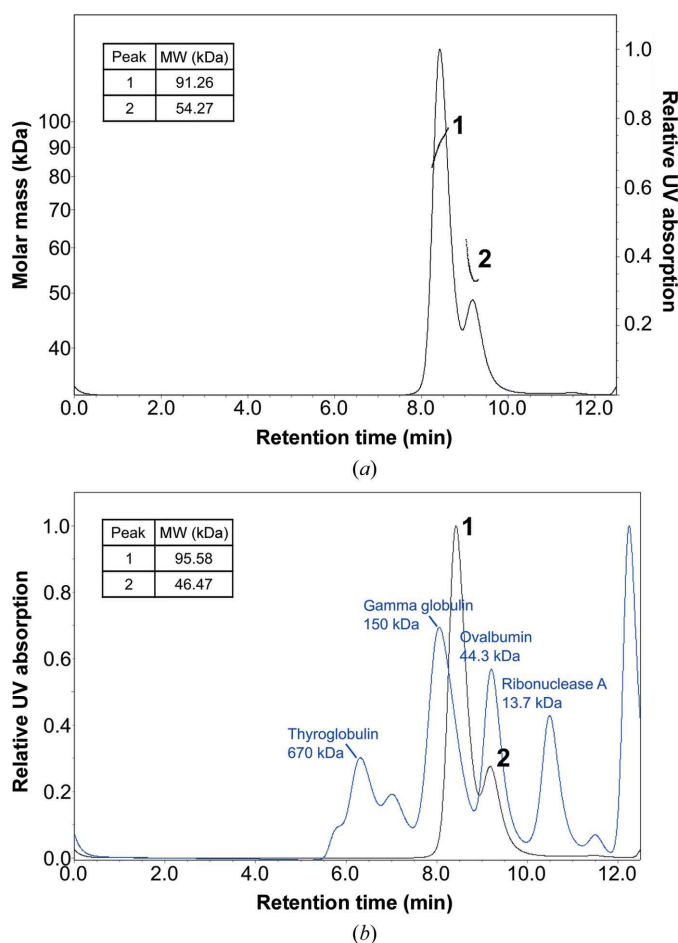 Peak MW (kDa)
1 91.26
2 54.27
Molar mass (kDa)
100
90
80
70
60
50
40
1
2
1.0
0.8
0.6
0.4
0.2
Relative UV absorption
0.0 2.0 4.0 6.0 8.0 10.0 12.0
Retention time (min)
(a)
Peak MW (kDa)
1 95.58
2 46.47
Relative UV absorption
1.0
0.8
0.6
0.4
0.2
0.0
1
Gamma globulin
150 kDa
Ovalbumin
44.3 kDa
Ribonuclease A
13.7 kDa
Thyroglobulin
670 kDa
2
0.0 2.0 4.0 6.0 8.0 10.0 12.0
Retention time (min)
(b)